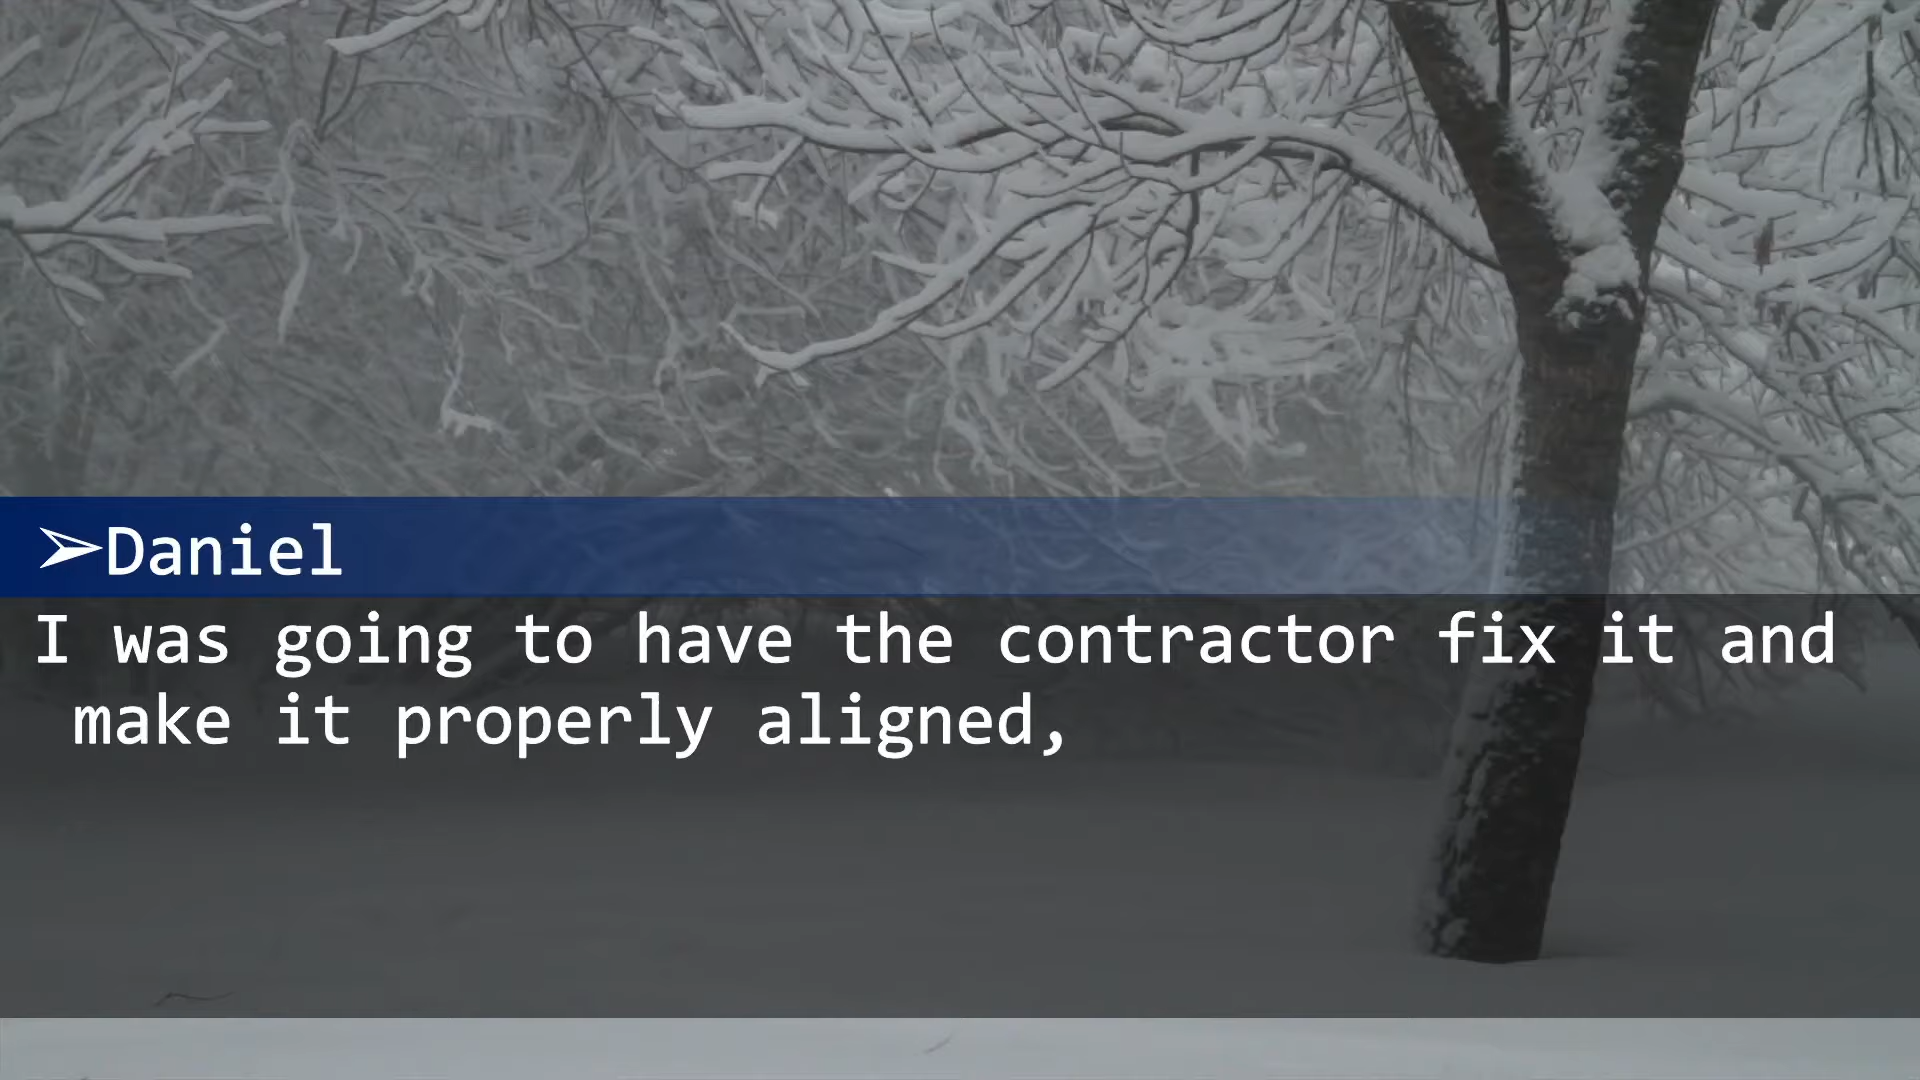 ➢Daniel
I was going to have the contractor fix it and
make it properly aligned,